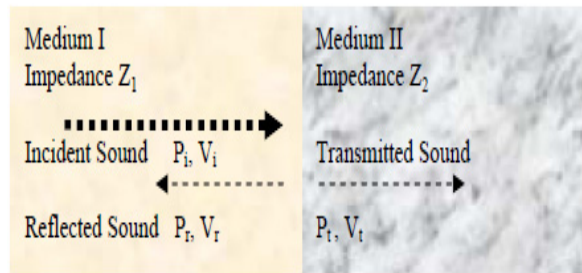 Medium I
Impedance Z₁
Incident Sound Pᵢ, Vᵢ
Reflected Sound Pᵣ, Vᵣ
Medium II
Impedance Z₂
Transmitted Sound
Pₜ, Vₜ